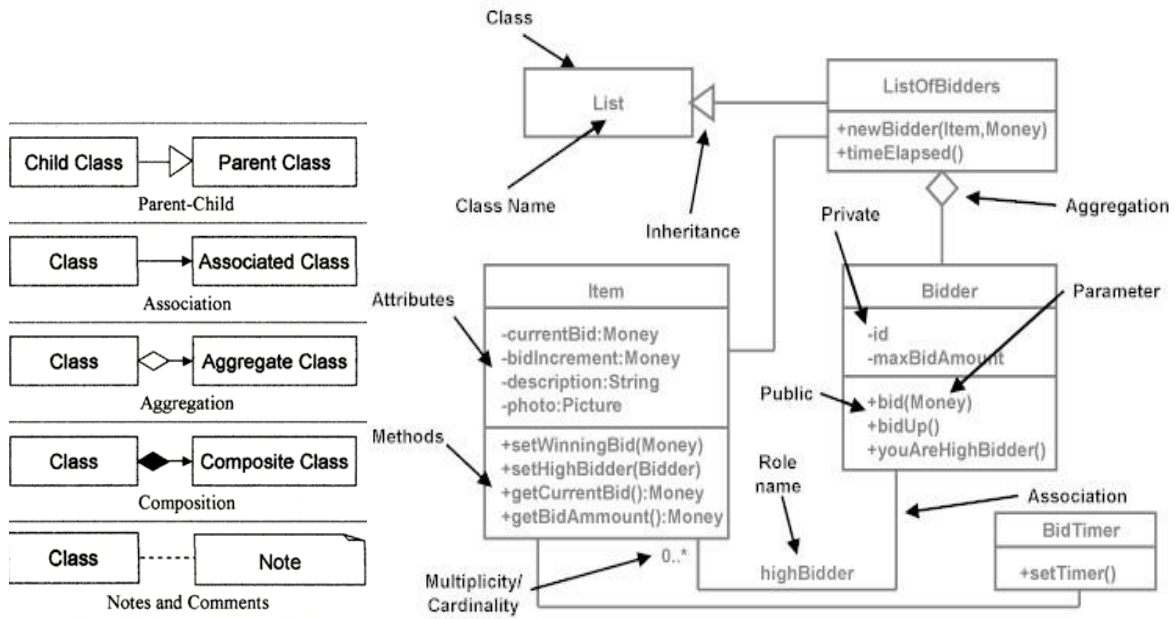 Child Class
Parent Class
Parent-Child
Class
Associated Class
Association
Class
Aggregate Class
Aggregation
Class
Composite Class
Composition
Class
Note
Notes and Comments
Class
List
Class Name
Inheritance
ListOfBidders
+newBidder(Item,Money)
+timeElapsed()
Aggregation
Private
Attributes
Item
-currentBid:Money
-bidIncrement:Money
-description:String
-photo:Picture
Methods
+setWinningBid(Money)
+setHighBidder(Bidder)
+getCurrentBid():Money
+getBidAmmount():Money
Bidder
Parameter
-id
-maxBidAmount
Public
+bid(Money)
+bidUp()
+youAreHighBidder()
Role
name
Association
BidTimer
+setTimer()
0..*
highBidder
Multiplicity/
Cardinality